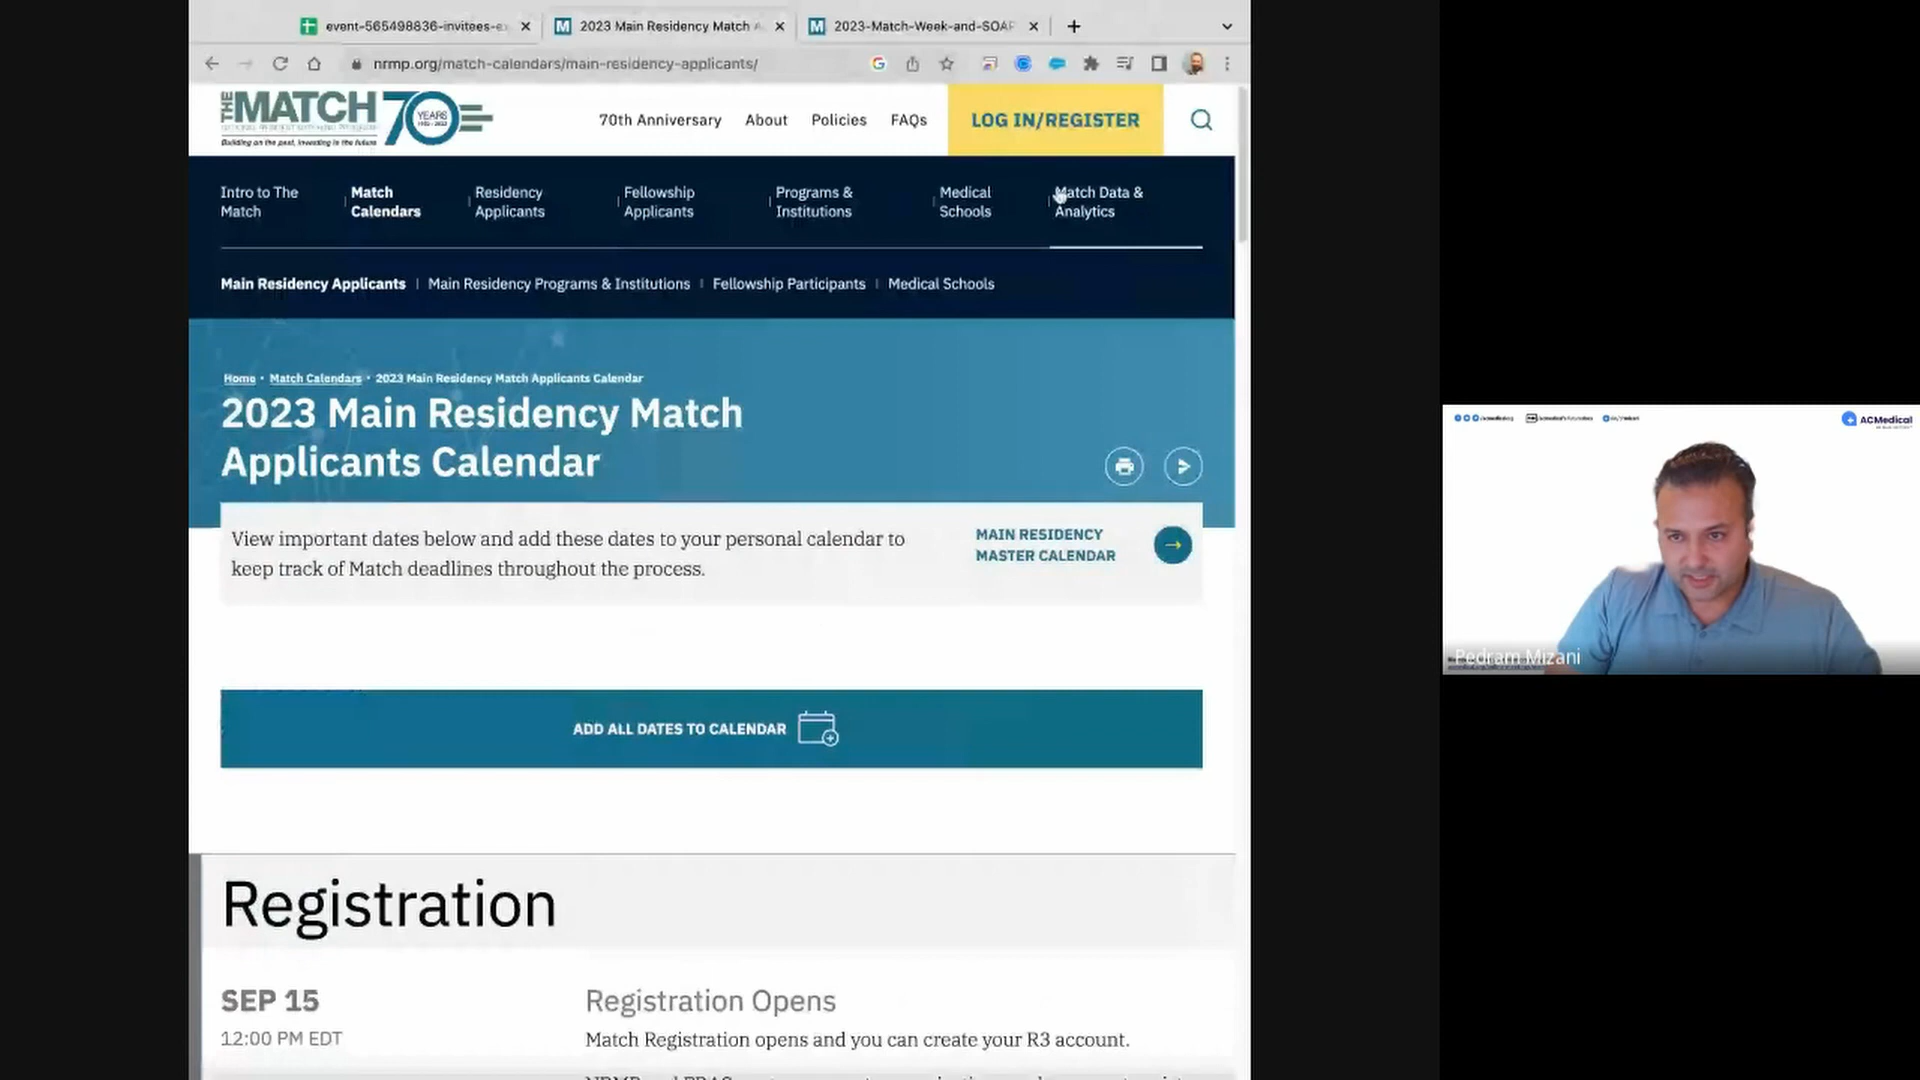 event-565498836-invitees-e
2023 Main Residency Match A
2023-Match-Week-and-SOAP
nrmp.org/match-calendars/main-residency-applicants/
THE MATCH 70 YEARS
Building on the past, investing in the future
70th Anniversary
About
Policies
FAQs
LOG IN/REGISTER
Intro to The
Match
Match
Calendars
Residency
Applicants
Fellowship
Applicants
Programs &
Institutions
Medical
Schools
Match Data &
Analytics
Main Residency Applicants | Main Residency Programs & Institutions | Fellowship Participants | Medical Schools
Home • Match Calendars • 2023 Main Residency Match Applicants Calendar
2023 Main Residency Match
Applicants Calendar
View important dates below and add these dates to your personal calendar to
keep track of Match deadlines throughout the process.
MAIN RESIDENCY
MASTER CALENDAR
ADD ALL DATES TO CALENDAR
Registration
SEP 15
12:00 PM EDT
Registration Opens
Match Registration opens and you can create your R3 account.
ACMedical
Pedram Mizani